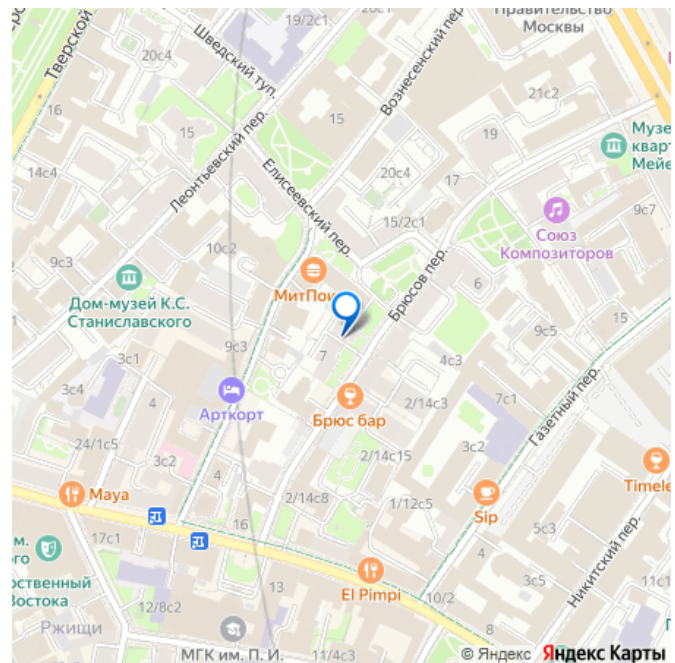 Правительство
Москвы
19/2с1
20с4
Шведский туп.
Тверской
16
Вознесенский пер.
21с2
15
15
19
Музе
кварт
Мейе
14с4
Леонтьевский пер.
Елисеевский пер.
20с4
17
15/2с1
9с7
Союз
Композиторов
10с2
9с3
МитПои
Дом-музей К.С.
Станиславского
Брюсов пер.
6
9с5
15
9с3
3с1
7
4с3
3с4
4
Арткорт
Брюс бар
2/14с3
7с1
Газетный пер.
24/1с5
3с2
2/14с15
3с2
Maya
2/14с8
1/12с5
Sip
Timele
16
17с1
5с3
4
El Pimpi
Никитский пер.
13
3с5
11с1
ственный
Востока
12/8с2
10/2
8
Ржищи
МГК им. П. И.
11/4с3
© Яндекс Яндекс Карты